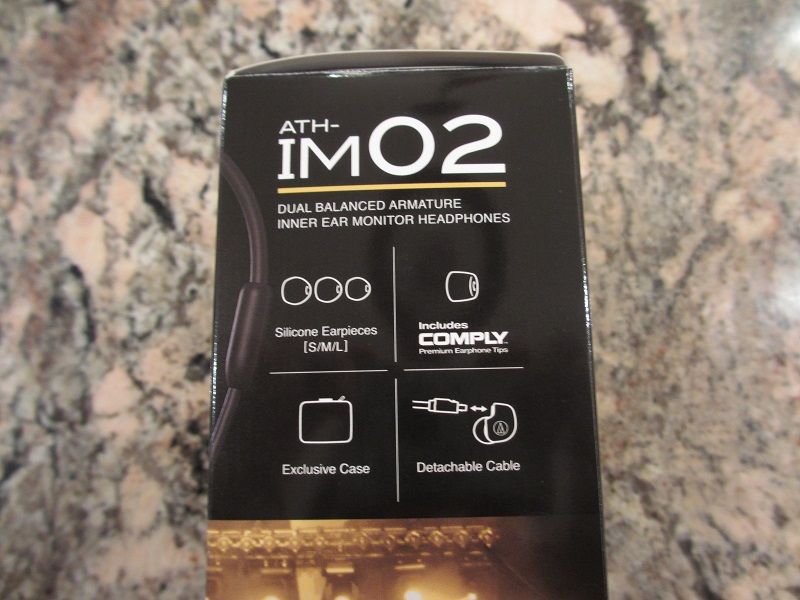 ATH-
IM02
DUAL BALANCED ARMATURE
INNER EAR MONITOR HEADPHONES
Silicone Earpieces
[S/M/L]
Includes
COMPLY™
Premium Earphone Tips
Exclusive Case
Detachable Cable